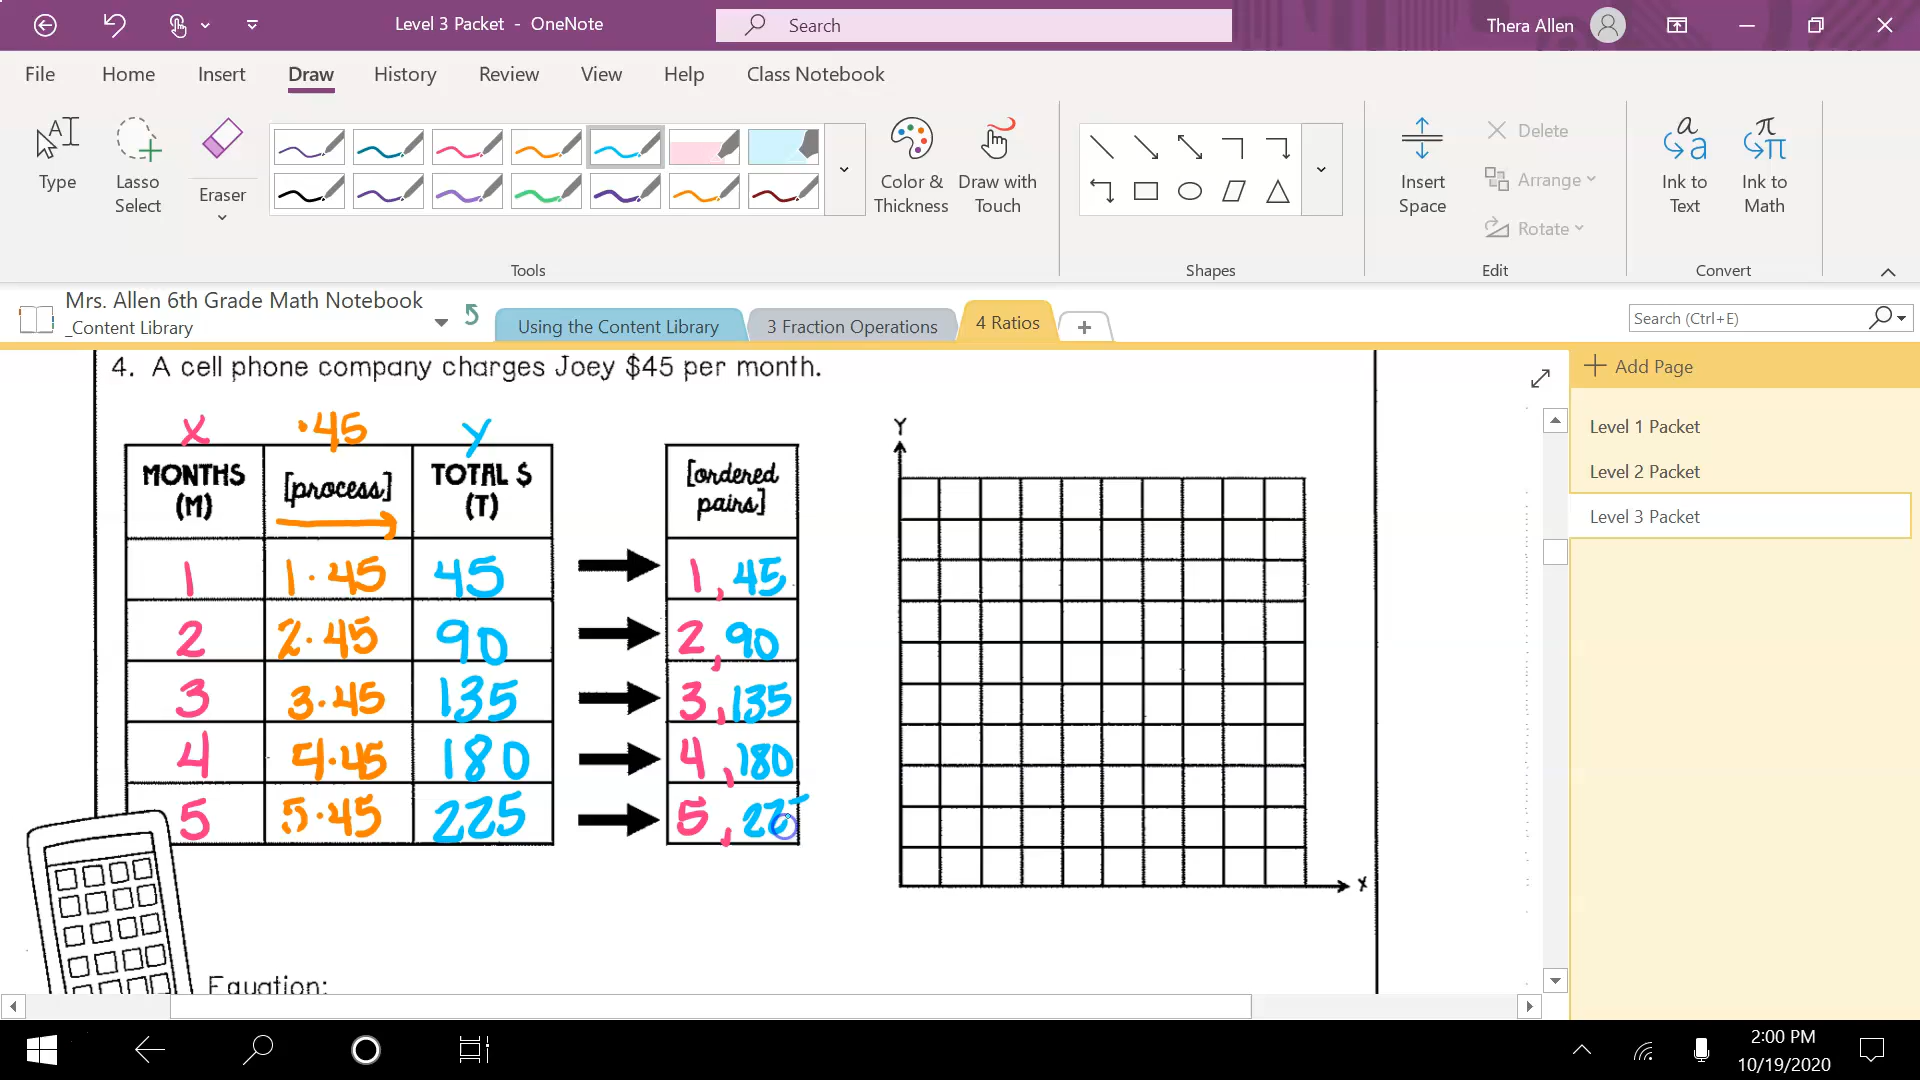 Level 3 Packet - OneNote
Search
Thera Allen
File Home Insert Draw History Review View Help Class Notebook
Type
Lasso Select
Eraser
Color & Thickness
Draw with Touch
Insert Space
Delete
Arrange
Rotate
Ink to Text
Ink to Math
Tools Shapes Edit Convert
Mrs. Allen 6th Grade Math Notebook
_Content Library
Using the Content Library
3 Fraction Operations
4 Ratios
Search (Ctrl+E)
Add Page
Level 1 Packet
Level 2 Packet
Level 3 Packet
4. A cell phone company charges Joey $45 per month.
x ·45 y
MONTHS (M) [process] TOTAL $ (T) [ordered pairs]
1 1·45 45 1,45
2 2·45 90 2,90
3 3·45 135 3,135
4 4·45 180 4,180
5 5·45 225 5,22
Y
X
Equation:
2:00 PM
10/19/2020